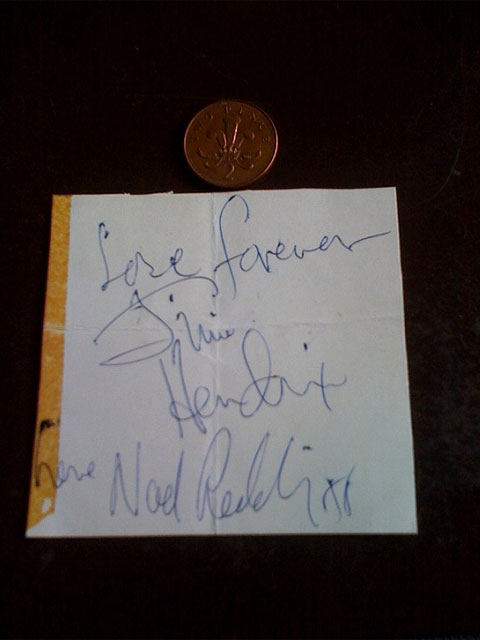 Love forever
Jimi
Hendrix
Love Noel Redding xx